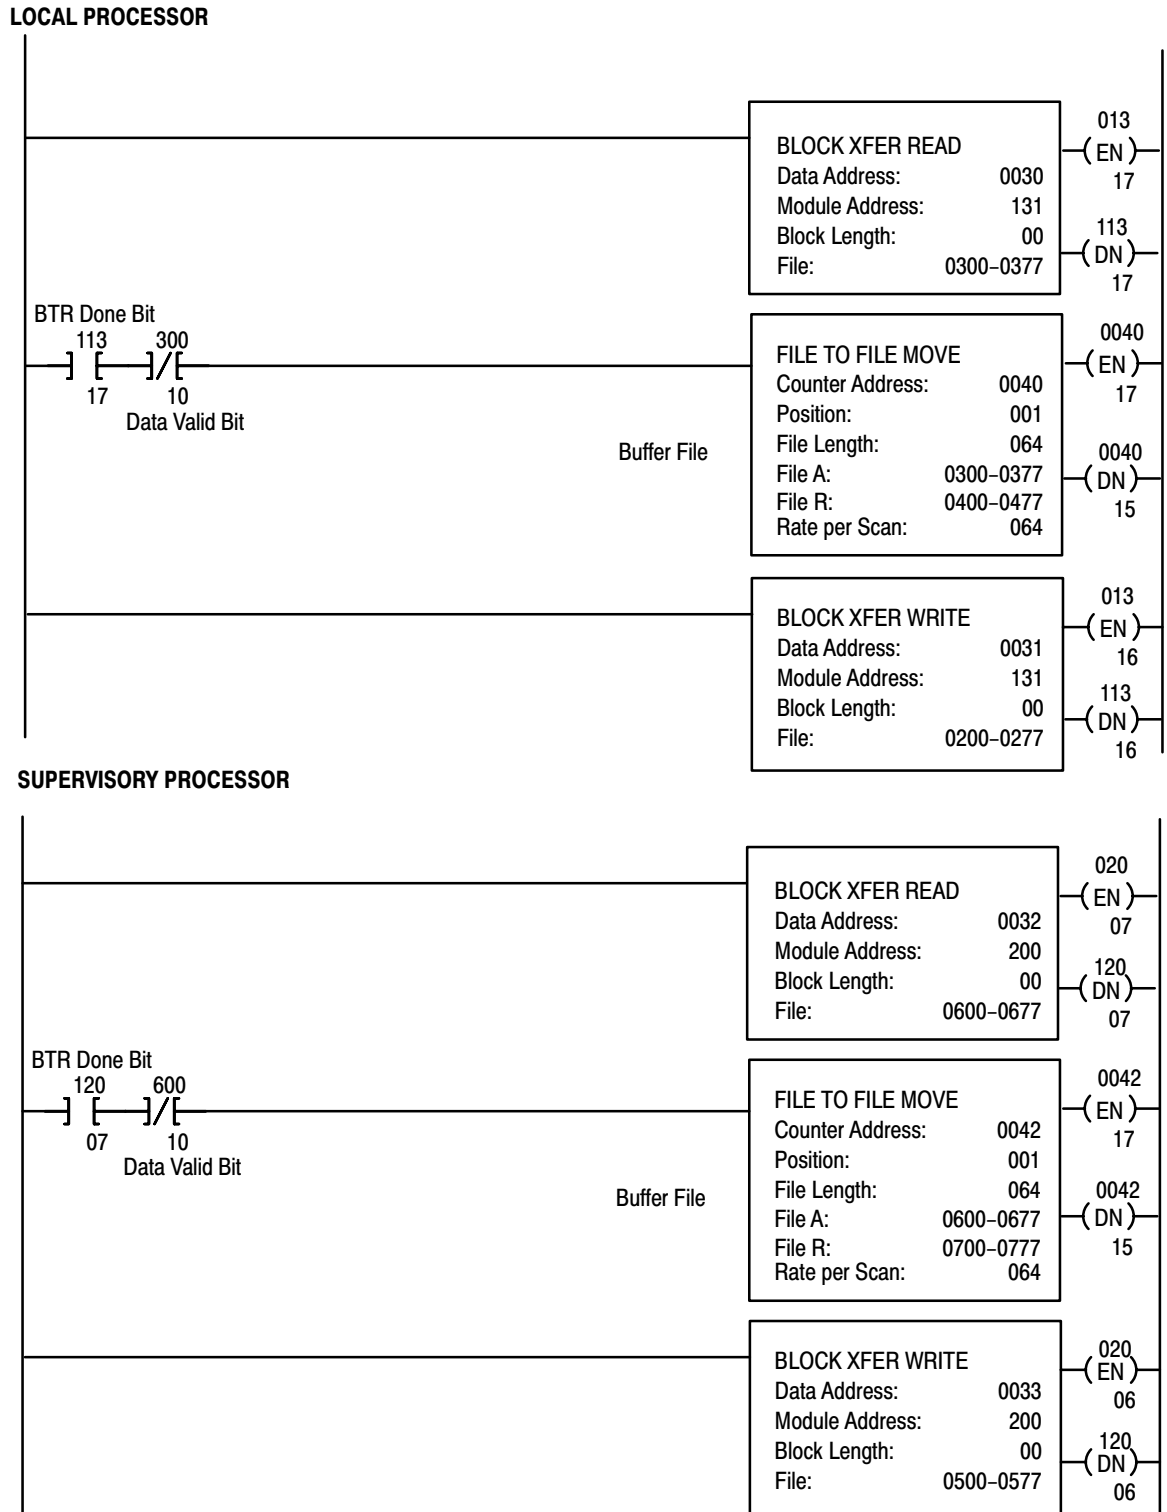 LOCAL PROCESSOR
BLOCK XFER READ
Data Address: 0030
Module Address: 131
Block Length: 00
File: 0300–0377
013
EN
17
113
DN
17
BTR Done Bit
113 300
17 10
Data Valid Bit
Buffer File
FILE TO FILE MOVE
Counter Address: 0040
Position: 001
File Length: 064
File A: 0300–0377
File R: 0400–0477
Rate per Scan: 064
0040
EN
17
0040
DN
15
BLOCK XFER WRITE
Data Address: 0031
Module Address: 131
Block Length: 00
File: 0200–0277
013
EN
16
113
DN
16
SUPERVISORY PROCESSOR
BLOCK XFER READ
Data Address: 0032
Module Address: 200
Block Length: 00
File: 0600–0677
020
EN
07
120
DN
07
BTR Done Bit
120 600
07 10
Data Valid Bit
Buffer File
FILE TO FILE MOVE
Counter Address: 0042
Position: 001
File Length: 064
File A: 0600–0677
File R: 0700–0777
Rate per Scan: 064
0042
EN
17
0042
DN
15
BLOCK XFER WRITE
Data Address: 0033
Module Address: 200
Block Length: 00
File: 0500–0577
020
EN
06
120
DN
06